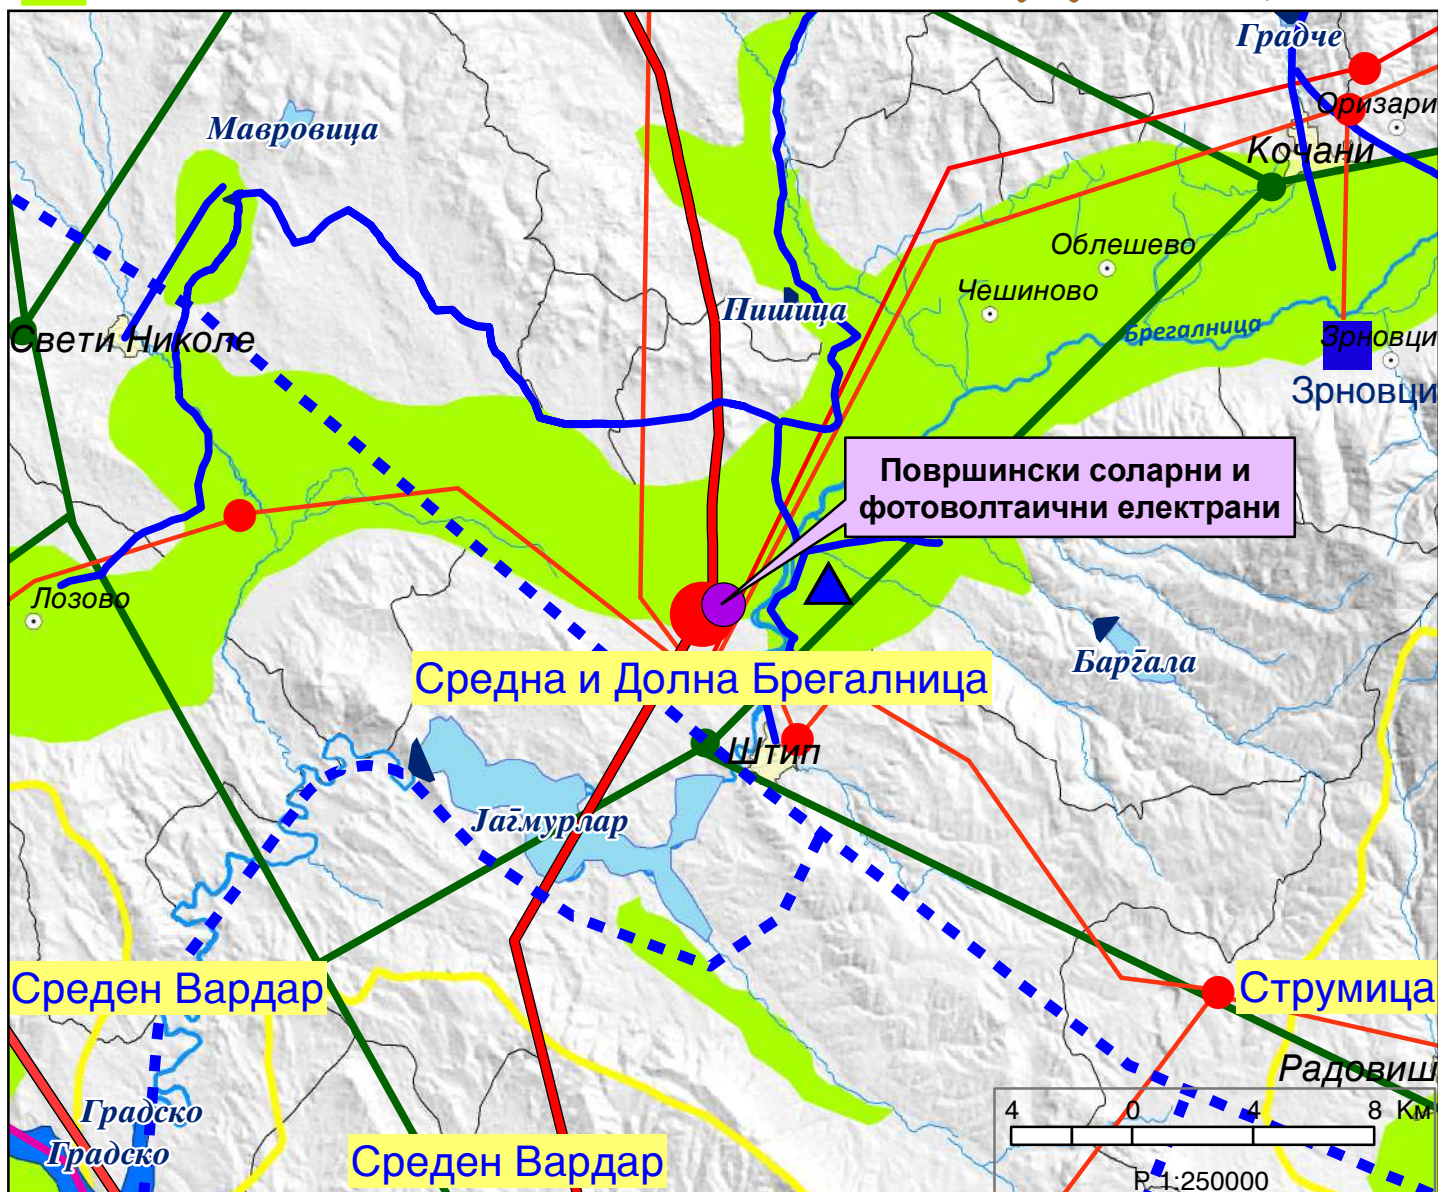 Градче
Оризари
Мавровица
Кочани
Облешево
Чешиново
Пишица
Брегалница
Свети Николе
Зрновци
Зрновци
Површински соларни и
фотоволтаични електрани
Лозово
Баргала
Средна и Долна Брегалница
Штип
Јагмурлар
Среден Вардар
Струмица
Радовиш
Градско
4 0 4 8 Км
Градско
Среден Вардар
Р 1:250000